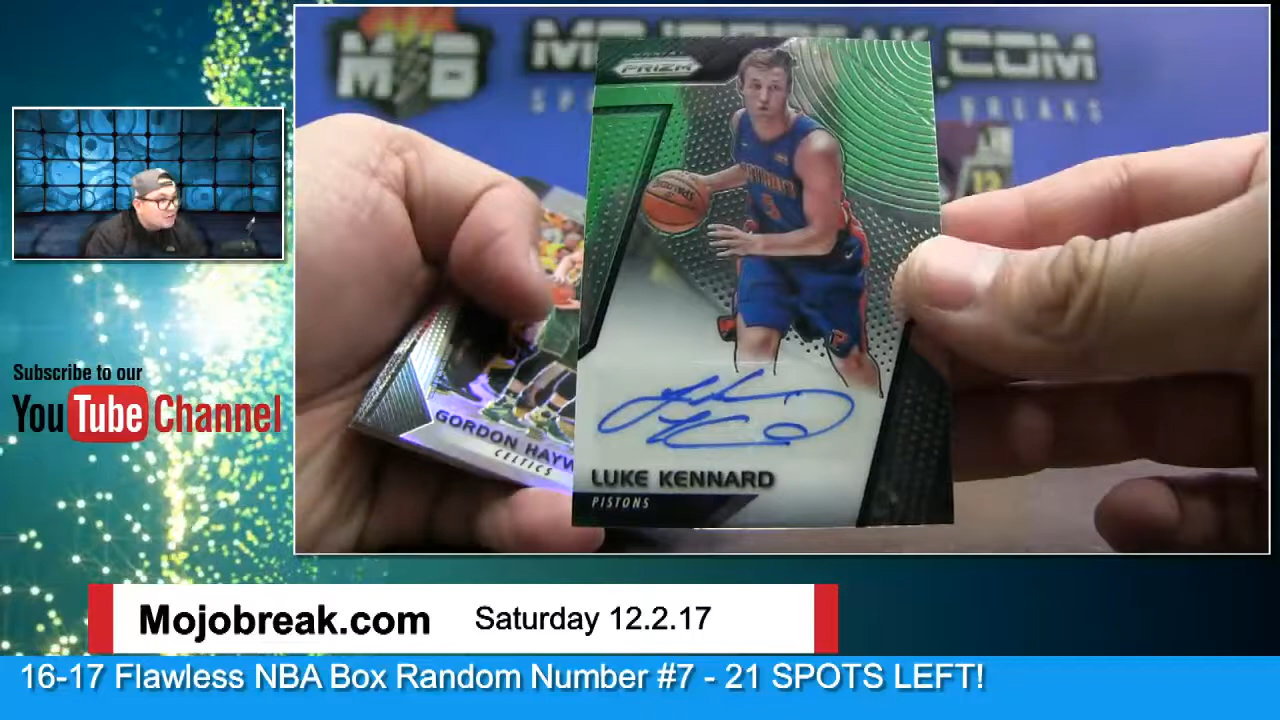 M B
PRIZM
5
GORDON HAYW
CELTICS
LUKE KENNARD
PISTONS
Subscribe to our
YouTube Channel
Mojobreak.com
Saturday 12.2.17
16-17 Flawless NBA Box Random Number #7 - 21 SPOTS LEFT!